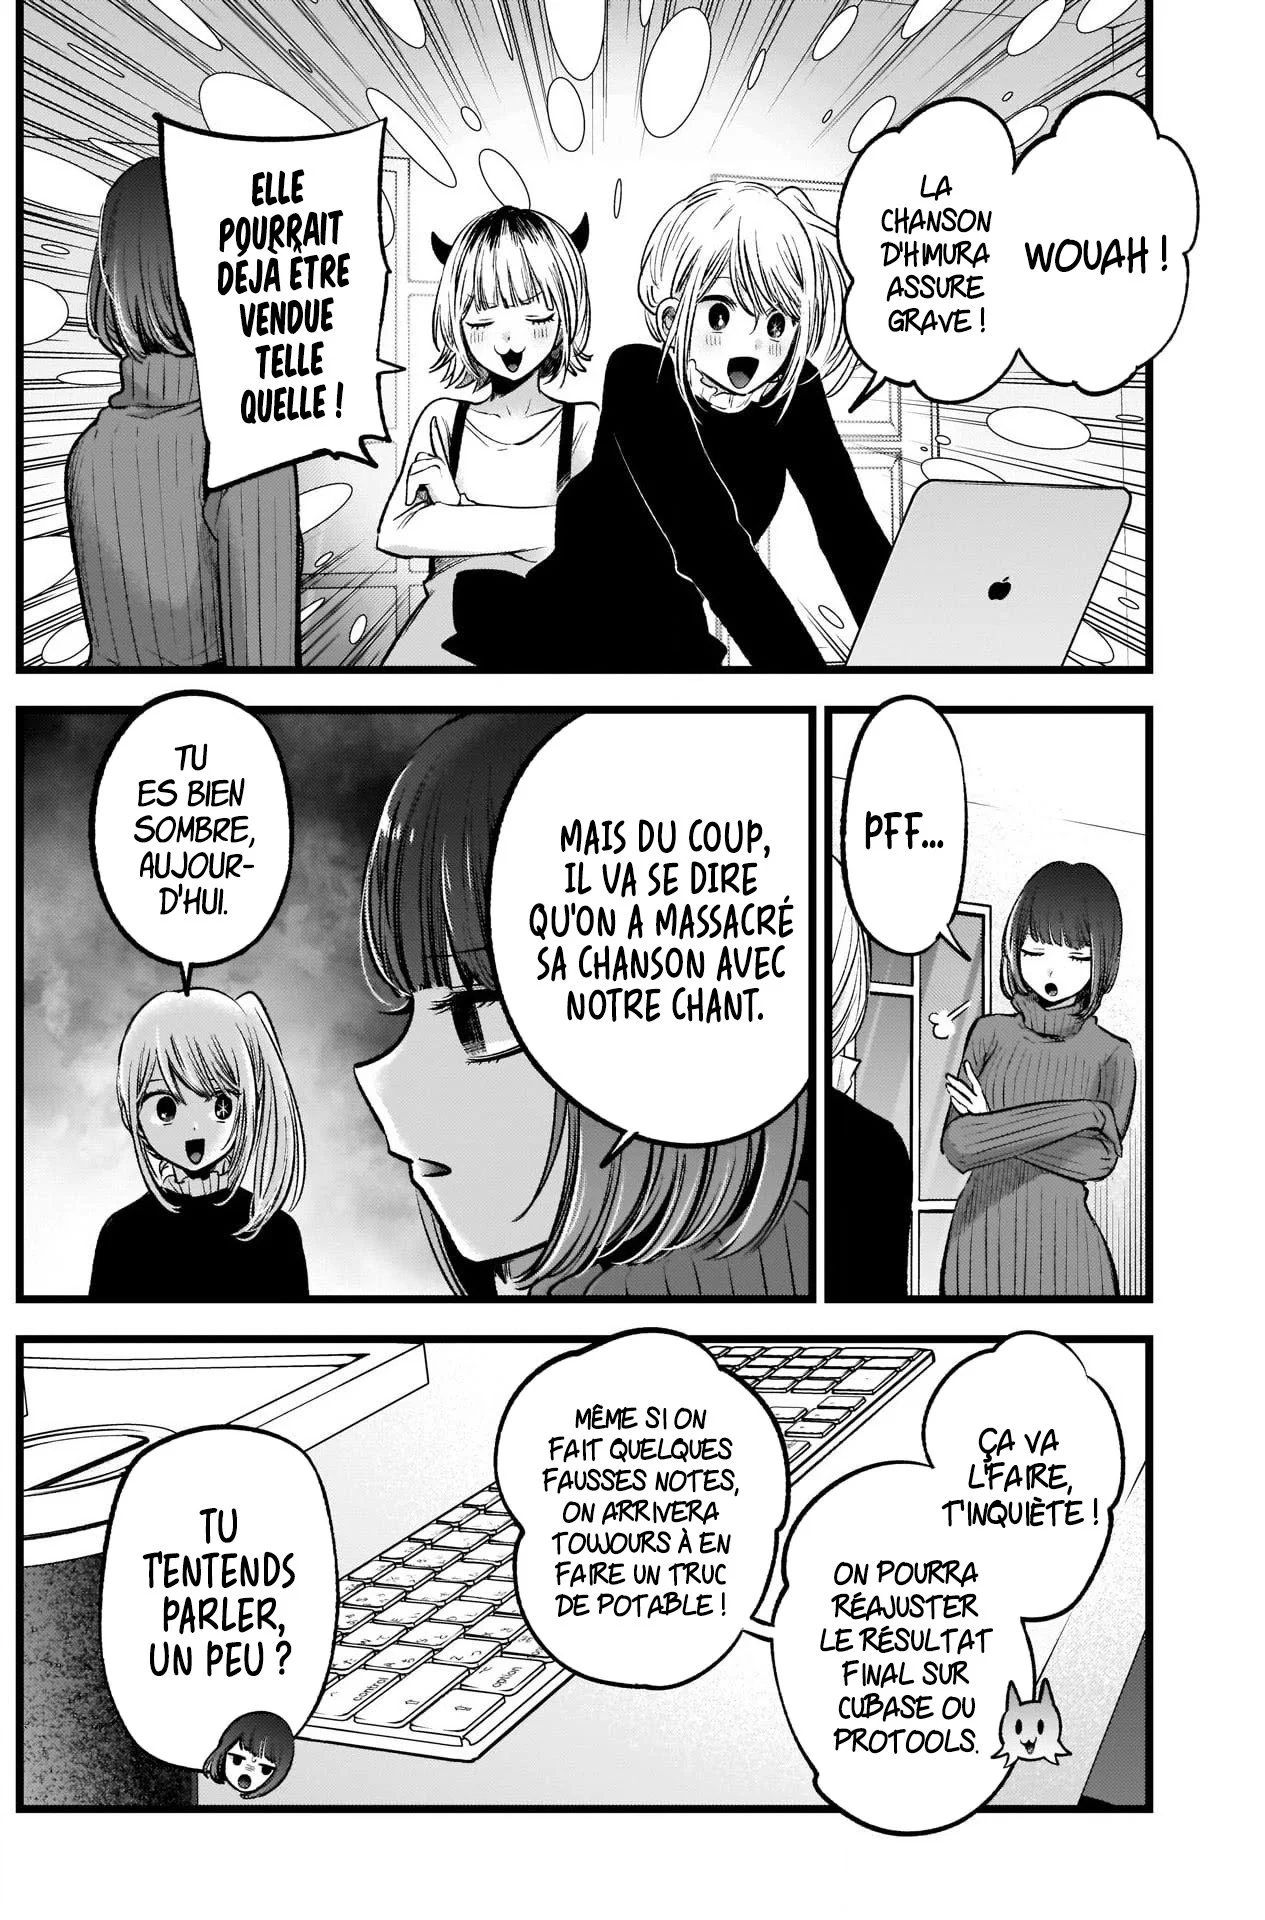 WOUAH !
LA
CHANSON
D'HIMURA
ASSURE
GRAVE !
ELLE
POURRAIT
DÉJÀ ÊTRE
VENDUE
TELLE
QUELLE !
PFF...
MAIS DU COUP,
IL VA SE DIRE
QU'ON A MASSACRÉ
SA CHANSON AVEC
NOTRE CHANT.
TU
ES BIEN
SOMBRE,
AUJOUR-
D'HUI.
ÇA VA
L'FAIRE,
T'INQUIÈTE !
ON POURRA
RÉAJUSTER
LE RÉSULTAT
FINAL SUR
CUBASE OU
PROTOOLS.
MÊME SI ON
FAIT QUELQUES
FAUSSES NOTES,
ON ARRIVERA
TOUJOURS À EN
FAIRE UN TRUC
DE POTABLE !
control
option
TU
T'ENTENDS
PARLER,
UN PEU ?